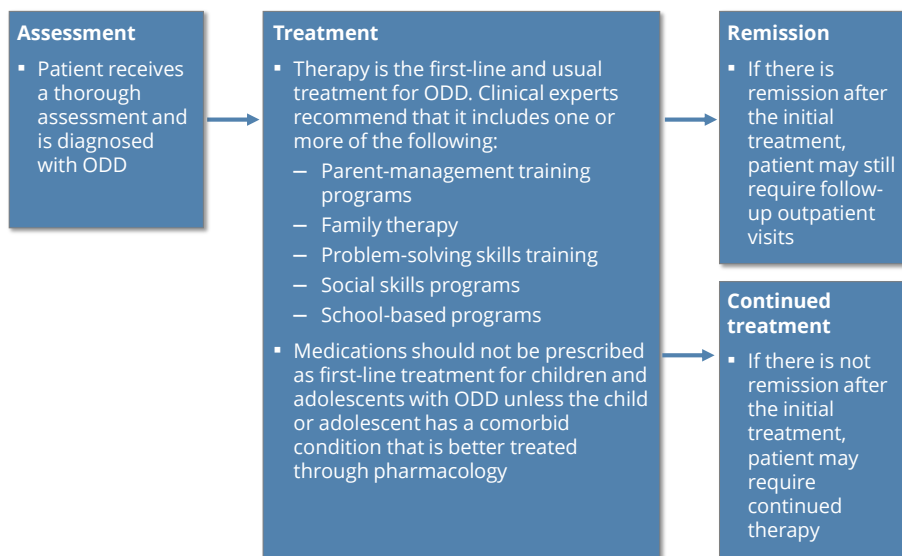 Assessment
▪ Patient receives
a thorough
assessment and
is diagnosed
with ODD
Treatment
▪ Therapy is the first-line and usual
treatment for ODD. Clinical experts
recommend that it includes one or
more of the following:
– Parent-management training
programs
– Family therapy
– Problem-solving skills training
– Social skills programs
– School-based programs
▪ Medications should not be prescribed
as first-line treatment for children and
adolescents with ODD unless the child
or adolescent has a comorbid
condition that is better treated
through pharmacology
Remission
▪ If there is
remission after
the initial
treatment,
patient may still
require follow-
up outpatient
visits
Continued
treatment
▪ If there is not
remission after
the initial
treatment,
patient may
require
continued
therapy